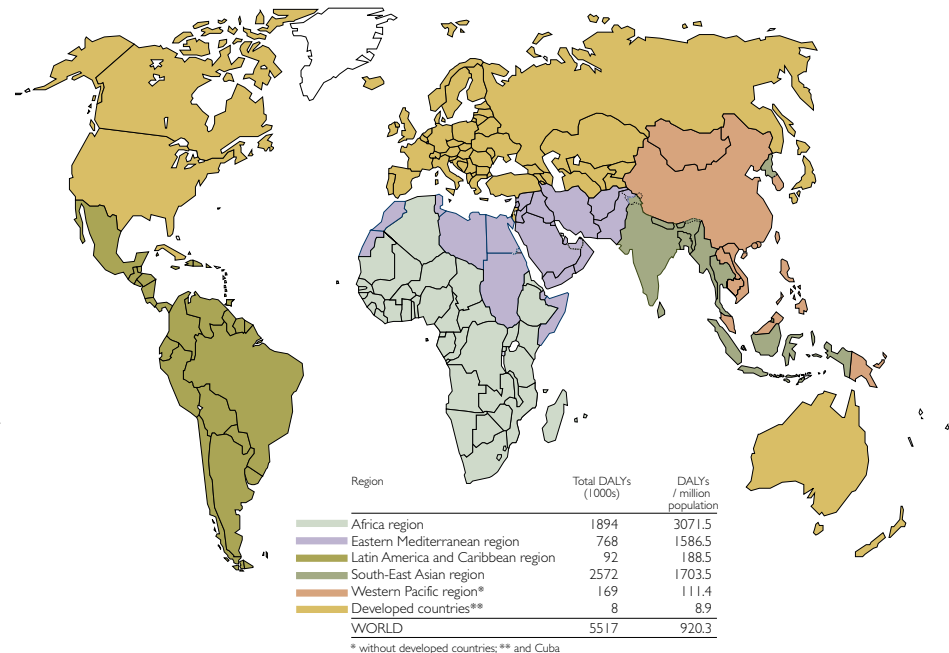 Region Total DALYs DALYs
(1000s) / million
population
Africa region 1894 3071.5
Eastern Mediterranean region 768 1586.5
Latin America and Caribbean region 92 188.5
South-East Asian region 2572 1703.5
Western Pacific region* 169 111.4
Developed countries** 8 8.9
WORLD 5517 920.3
* without developed countries; ** and Cuba